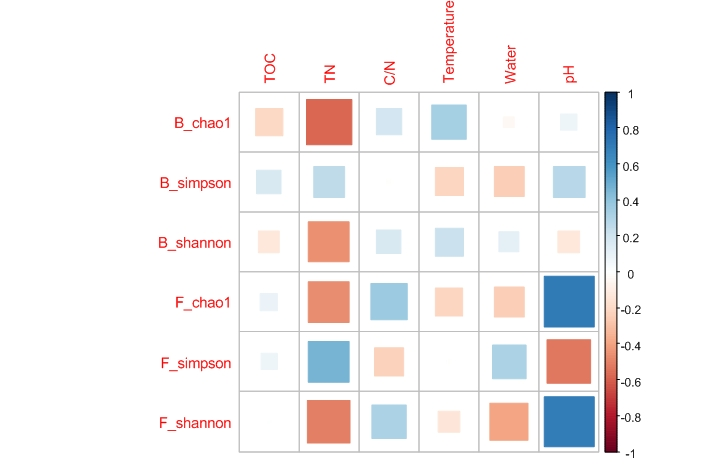 TOC TN C/N Temperature Water pH
B_chao1
B_simpson
B_shannon
F_chao1
F_simpson
F_shannon
1
0.8
0.6
0.4
0.2
0
-0.2
-0.4
-0.6
-0.8
-1